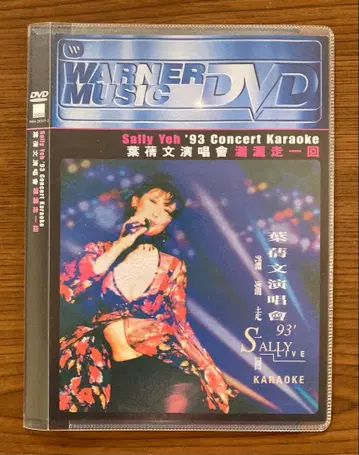 WARNER MUSIC DVD
Sally Yeh '93 Concert Karaoke
葉蒨文演唱會 瀟灑走一回
葉蒨文演唱會
瀟灑走一回
93'
SALLY
LIVE
KARAOKE
DVD
Sally Yeh '93 Concert Karaoke
葉蒨文演唱會 瀟灑走一回